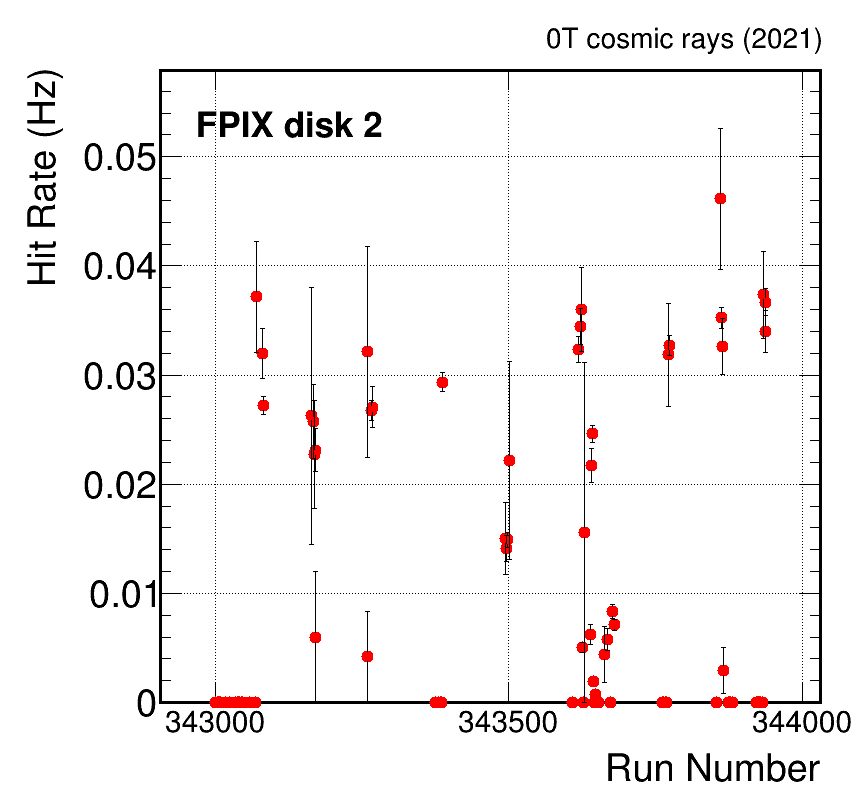 0T cosmic rays (2021)
FPIX disk 2
Hit Rate (Hz)
0.05
0.04
0.03
0.02
0.01
0
343000
343500
344000
Run Number